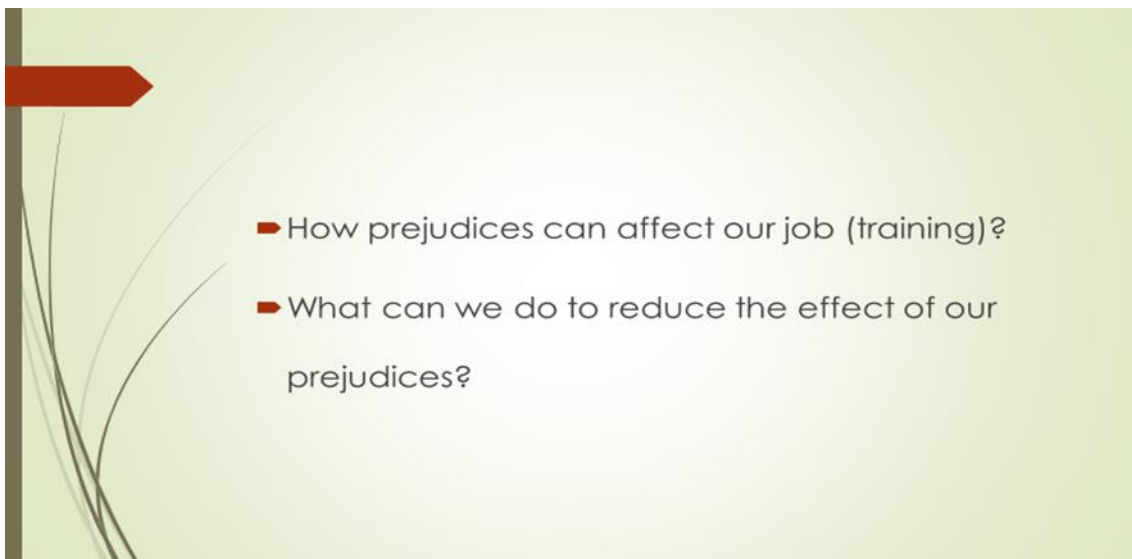 How prejudices can affect our job (training)?
What can we do to reduce the effect of our
prejudices?